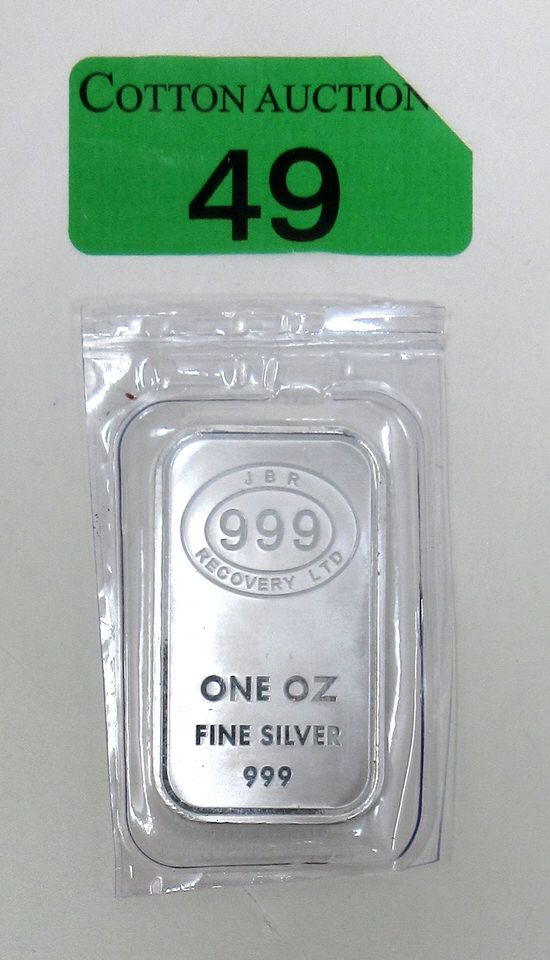 COTTON AUCTION
49
JBR
999
RECOVERY LTD
ONE OZ
FINE SILVER
999